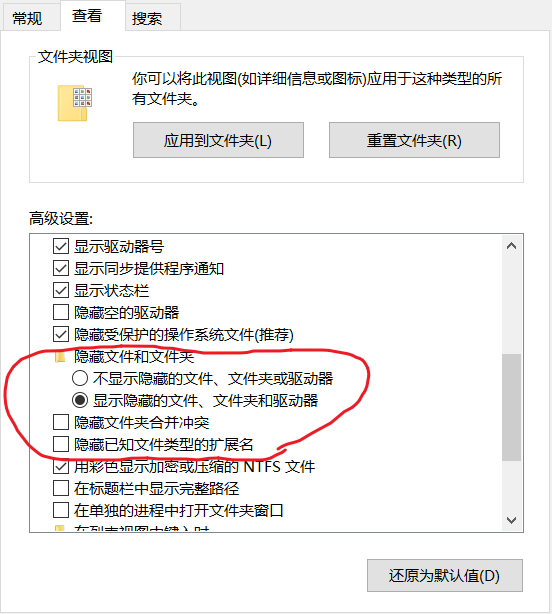 常规 查看 搜索
文件夹视图
你可以将此视图(如详细信息或图标)应用于这种类型的所
有文件夹。
应用到文件夹(L) 重置文件夹(R)
高级设置:
显示驱动器号
显示同步提供程序通知
显示状态栏
隐藏空的驱动器
隐藏受保护的操作系统文件(推荐)
隐藏文件和文件夹
不显示隐藏的文件、文件夹或驱动器
显示隐藏的文件、文件夹和驱动器
隐藏文件夹合并冲突
隐藏已知文件类型的扩展名
用彩色显示加密或压缩的 NTFS 文件
在标题栏中显示完整路径
在单独的进程中打开文件夹窗口
在列表视图中键入时
还原为默认值(D)